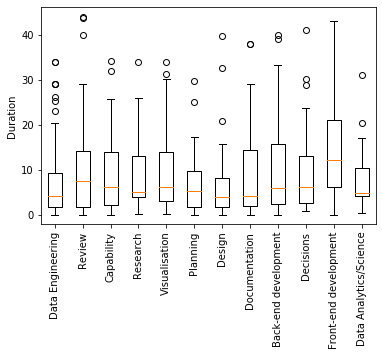 Duration
40
30
20
10
0
Data Engineering
Review
Capability
Research
Visualisation
Planning
Design
Documentation
Back-end development
Decisions
Front-end development
Data Analytics/Science